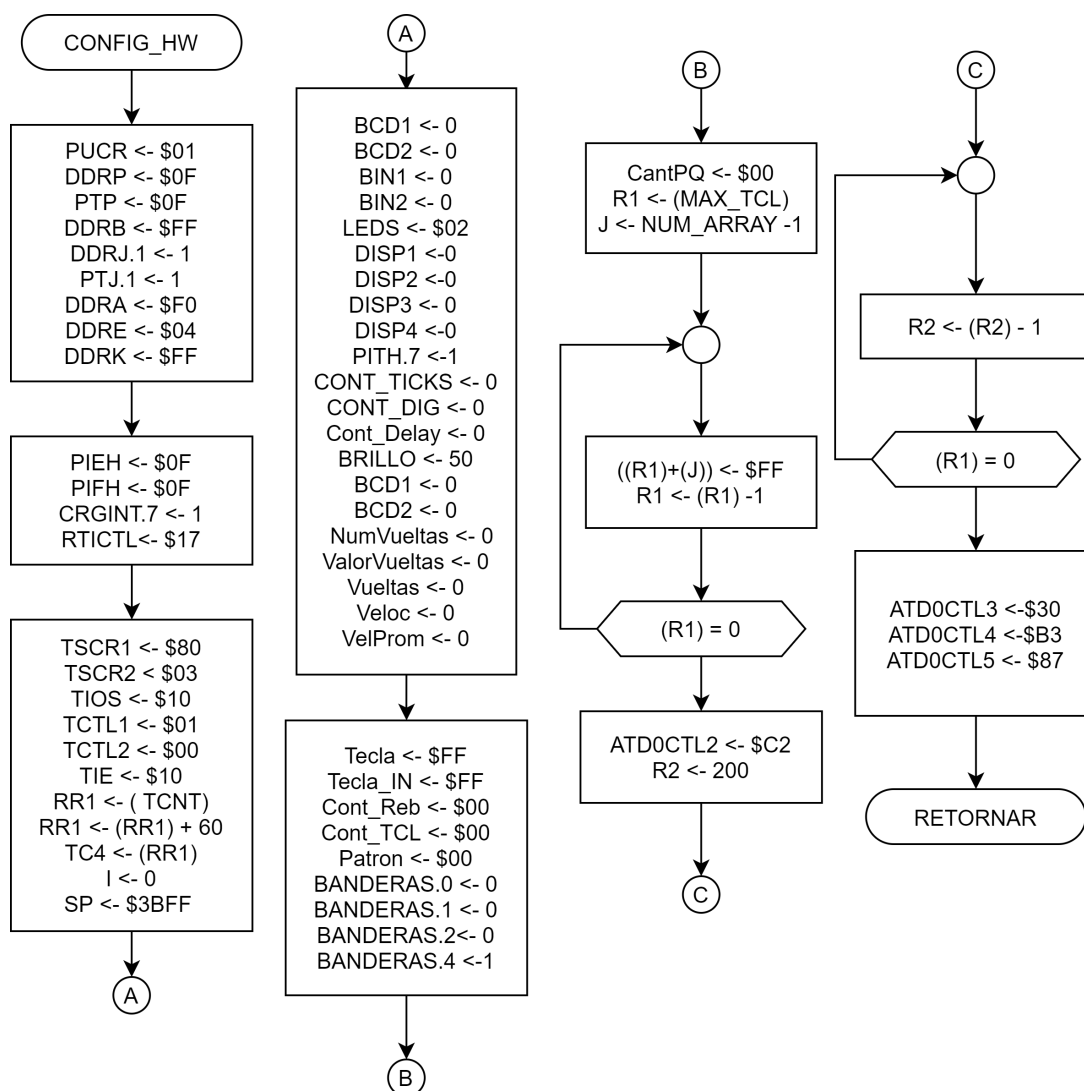 CONFIG_HW
PUCR <- $01
DDRP <- $0F
PTP <- $0F
DDRB <- $FF
DDRJ.1 <- 1
PTJ.1 <- 1
DDRA <- $F0
DDRE <- $04
DDRK <- $FF
PIEH <- $0F
PIFH <- $0F
CRGINT.7 <- 1
RTICTL<- $17
TSCR1 <- $80
TSCR2 < $03
TIOS <- $10
TCTL1 <- $01
TCTL2 <- $00
TIE <- $10
RR1 <- ( TCNT)
RR1 <- (RR1) + 60
TC4 <- (RR1)
I <- 0
SP <- $3BFF
A
A
BCD1 <- 0
BCD2 <- 0
BIN1 <- 0
BIN2 <- 0
LEDS <- $02
DISP1 <-0
DISP2 <-0
DISP3 <- 0
DISP4 <-0
PITH.7 <-1
CONT_TICKS <- 0
CONT_DIG <- 0
Cont_Delay <- 0
BRILLO <- 50
BCD1 <- 0
BCD2 <- 0
NumVueltas <- 0
ValorVueltas <- 0
Vueltas <- 0
Veloc <- 0
VelProm <- 0
Tecla <- $FF
Tecla_IN <- $FF
Cont_Reb <- $00
Cont_TCL <- $00
Patron <- $00
BANDERAS.0 <- 0
BANDERAS.1 <- 0
BANDERAS.2<- 0
BANDERAS.4 <-1
B
B
CantPQ <- $00
R1 <- (MAX_TCL)
J <- NUM_ARRAY -1
((R1)+(J)) <- $FF
R1 <- (R1) -1
(R1) = 0
ATD0CTL2 <- $C2
R2 <- 200
C
C
R2 <- (R2) - 1
(R1) = 0
ATD0CTL3 <-$30
ATD0CTL4 <-$B3
ATD0CTL5 <- $87
RETORNAR